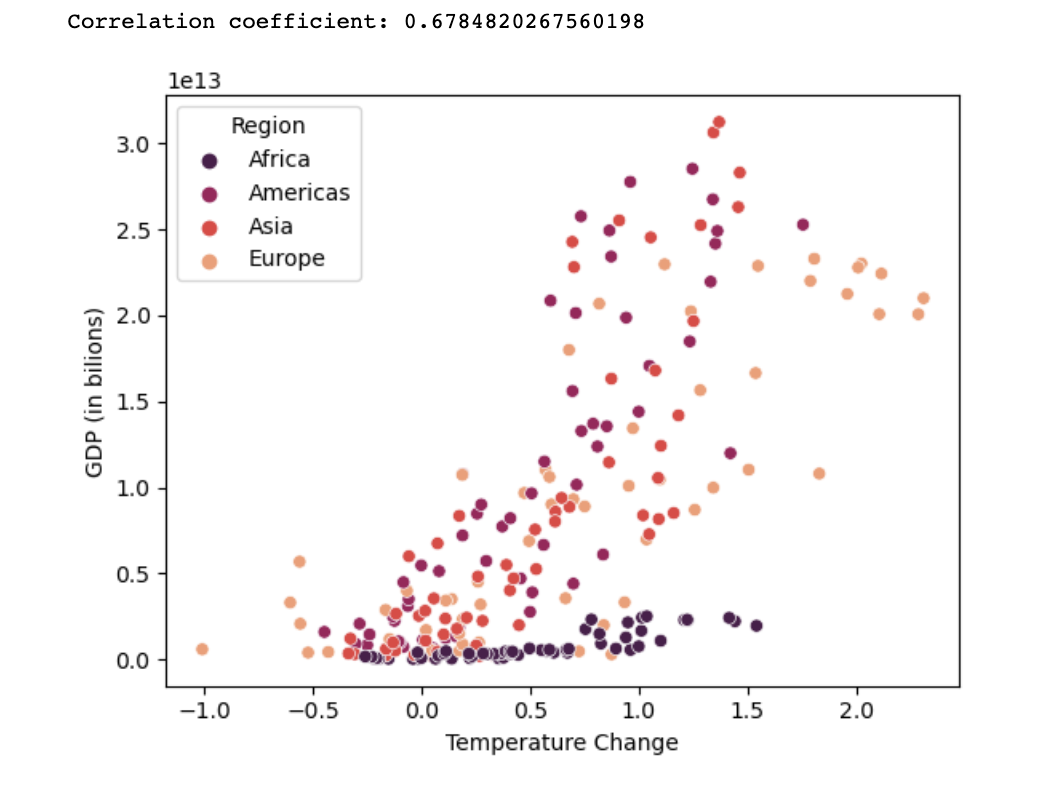 Correlation coefficient: 0.6784820267560198
1e13
Region
Africa
Americas
Asia
Europe
3.0
2.5
2.0
1.5
1.0
0.5
0.0
GDP (in bilions)
−1.0 −0.5 0.0 0.5 1.0 1.5 2.0
Temperature Change